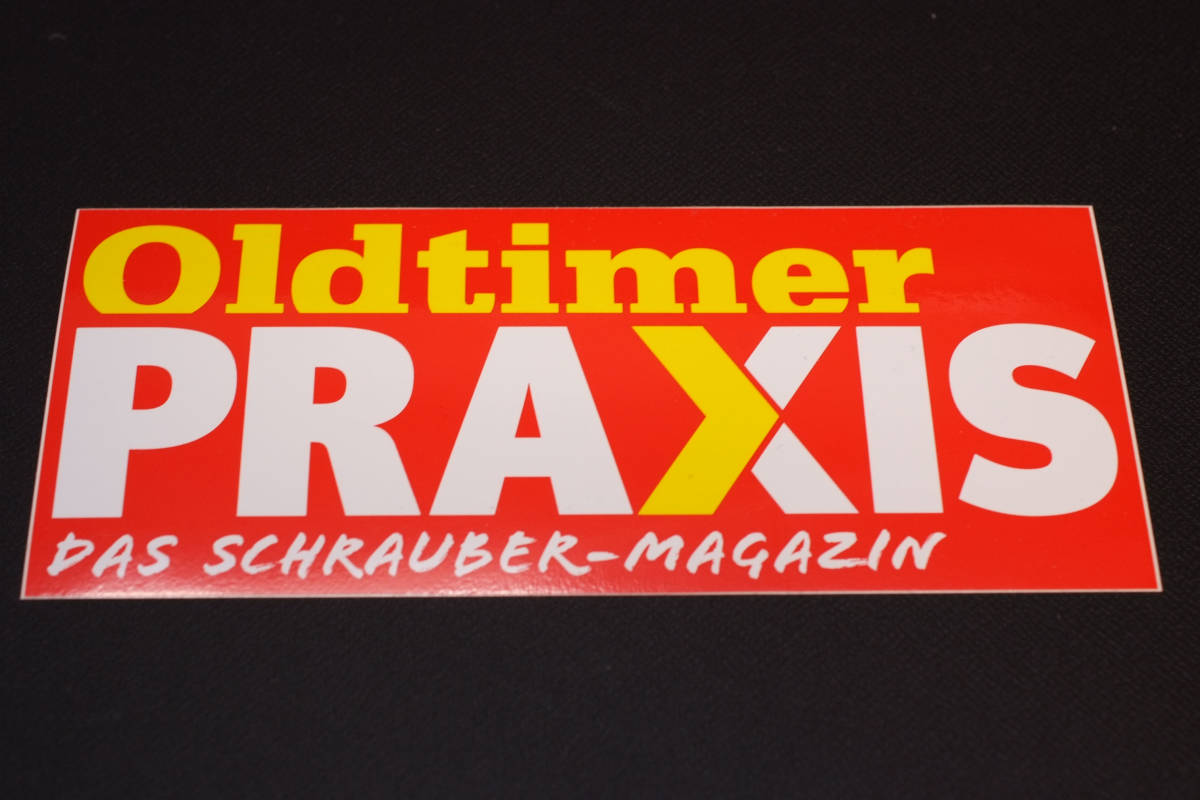 Oldtimer
PRAXIS
DAS SCHRAUBER-MAGAZIN